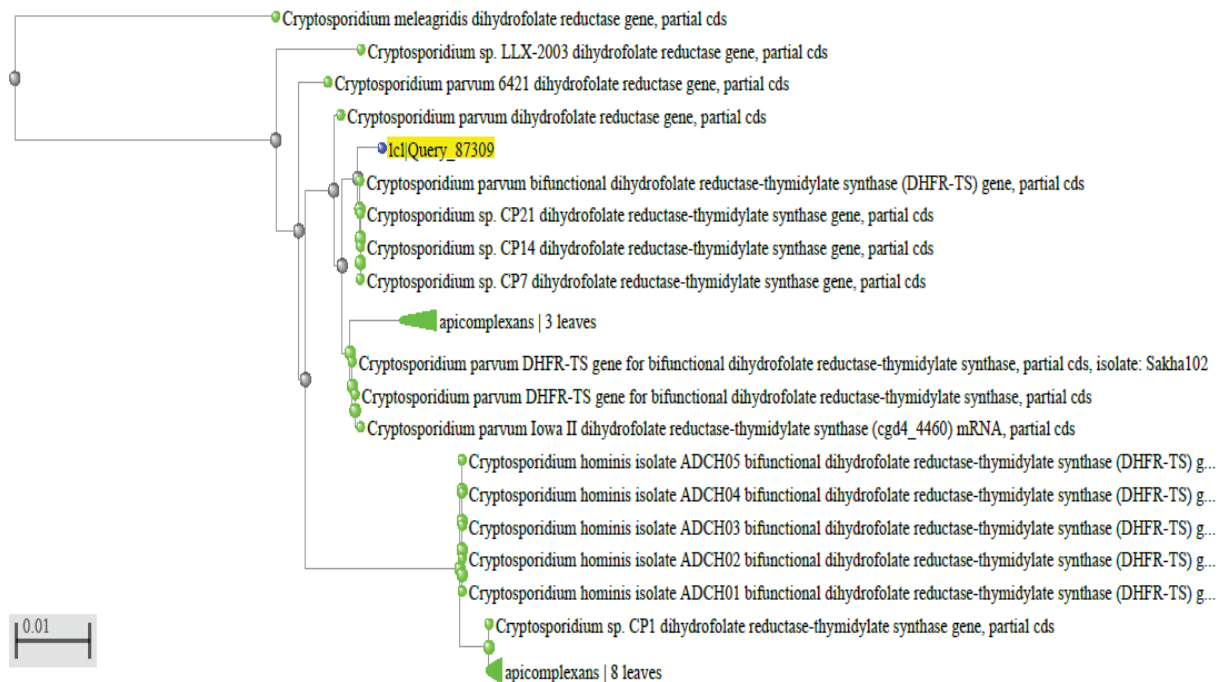 Cryptosporidium meleagridis dihydrofolate reductase gene, partial cds
Cryptosporidium sp. LLX-2003 dihydrofolate reductase gene, partial cds
Cryptosporidium parvum 6421 dihydrofolate reductase gene, partial cds
Cryptosporidium parvum dihydrofolate reductase gene, partial cds
lcl|Query_87309
Cryptosporidium parvum bifunctional dihydrofolate reductase-thymidylate synthase (DHFR-TS) gene, partial cds
Cryptosporidium sp. CP21 dihydrofolate reductase-thymidylate synthase gene, partial cds
Cryptosporidium sp. CP14 dihydrofolate reductase-thymidylate synthase gene, partial cds
Cryptosporidium sp. CP7 dihydrofolate reductase-thymidylate synthase gene, partial cds
apicomplexans | 3 leaves
Cryptosporidium parvum DHFR-TS gene for bifunctional dihydrofolate reductase-thymidylate synthase, partial cds, isolate: Sakha102
Cryptosporidium parvum DHFR-TS gene for bifunctional dihydrofolate reductase-thymidylate synthase, partial cds
Cryptosporidium parvum Iowa II dihydrofolate reductase-thymidylate synthase (cgd4_4460) mRNA, partial cds
Cryptosporidium hominis isolate ADCH05 bifunctional dihydrofolate reductase-thymidylate synthase (DHFR-TS) g...
Cryptosporidium hominis isolate ADCH04 bifunctional dihydrofolate reductase-thymidylate synthase (DHFR-TS) g...
Cryptosporidium hominis isolate ADCH03 bifunctional dihydrofolate reductase-thymidylate synthase (DHFR-TS) g...
Cryptosporidium hominis isolate ADCH02 bifunctional dihydrofolate reductase-thymidylate synthase (DHFR-TS) g...
Cryptosporidium hominis isolate ADCH01 bifunctional dihydrofolate reductase-thymidylate synthase (DHFR-TS) g...
Cryptosporidium sp. CP1 dihydrofolate reductase-thymidylate synthase gene, partial cds
apicomplexans | 8 leaves
0.01